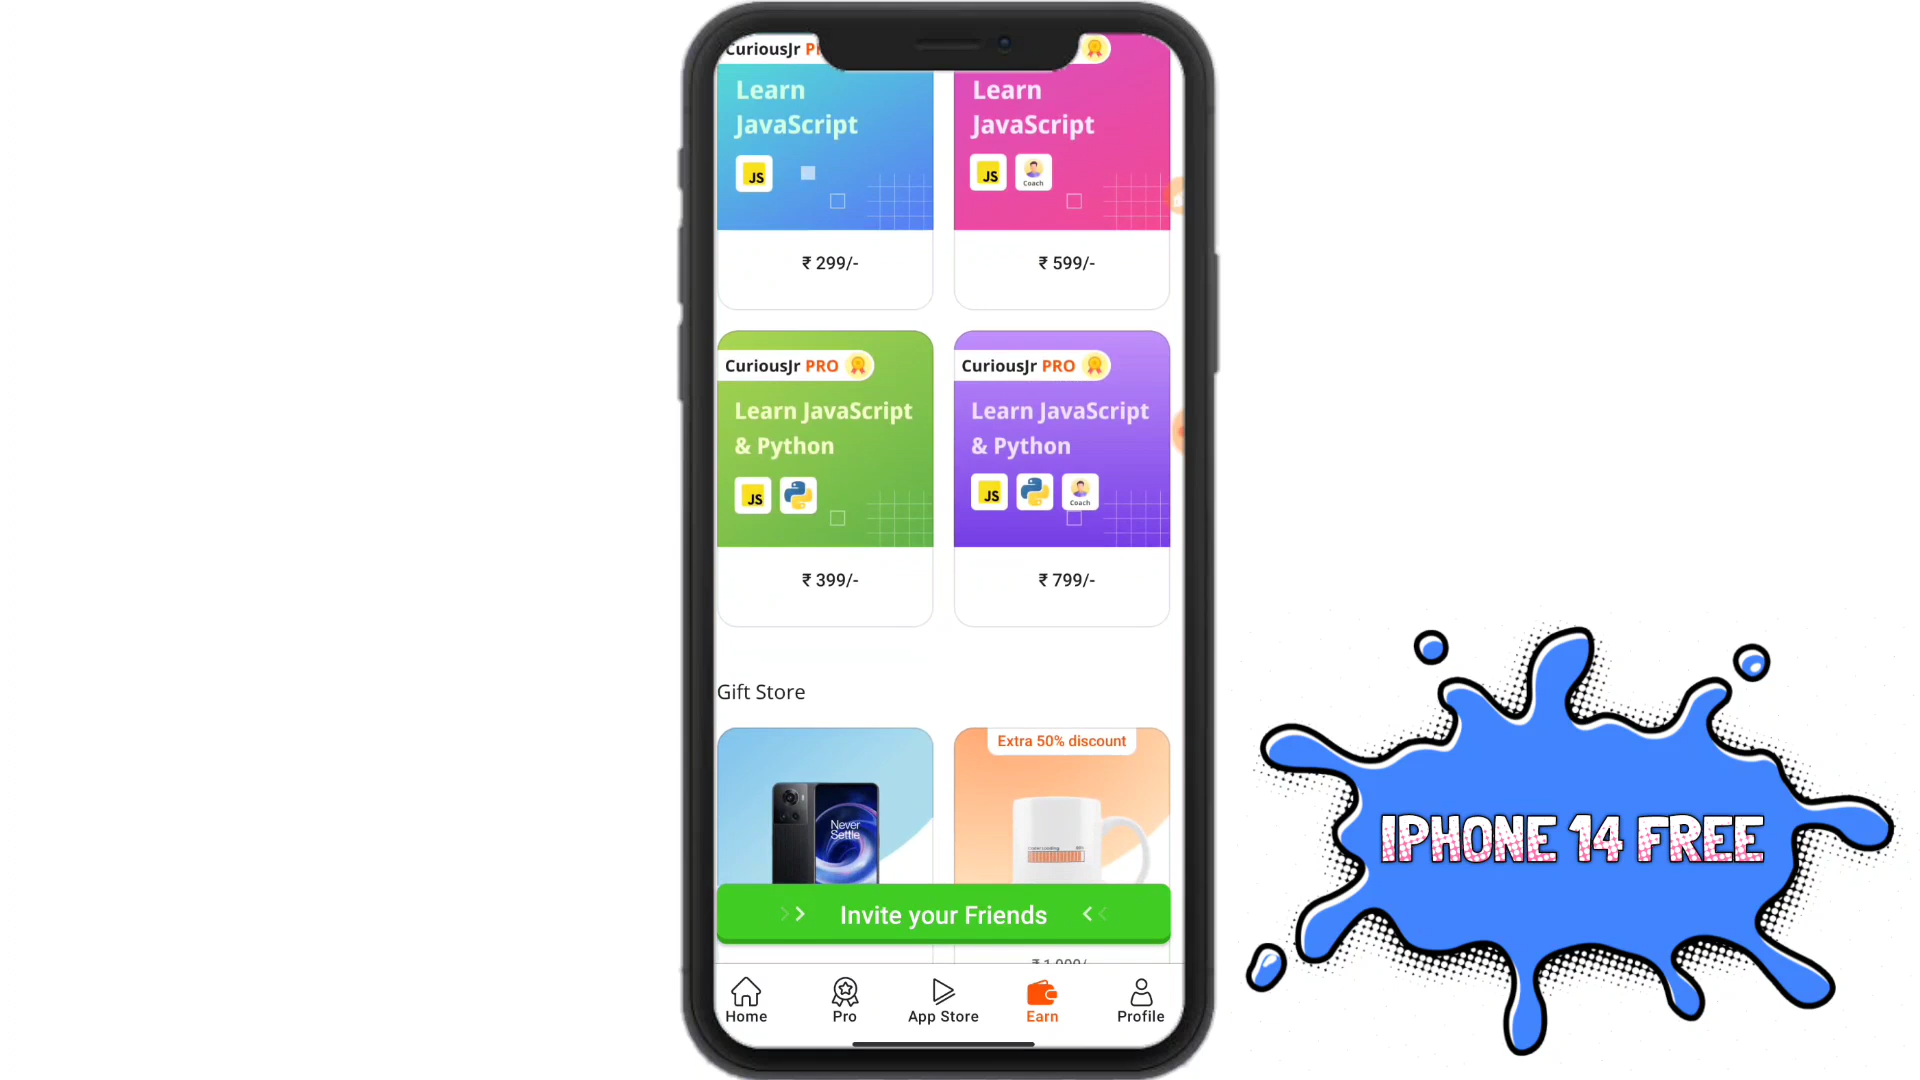 CuriousJr
Learn
JavaScript
JS
₹ 299/-
Learn
JavaScript
JS
Coach
₹ 599/-
CuriousJr PRO
Learn JavaScript
& Python
JS
₹ 399/-
CuriousJr PRO
Learn JavaScript
& Python
JS
Coach
₹ 799/-
Gift Store
Never
Settle
Extra 50% discount
Invite your Friends
Home
Pro
App Store
Earn
Profile
IPHONE 14 FREE